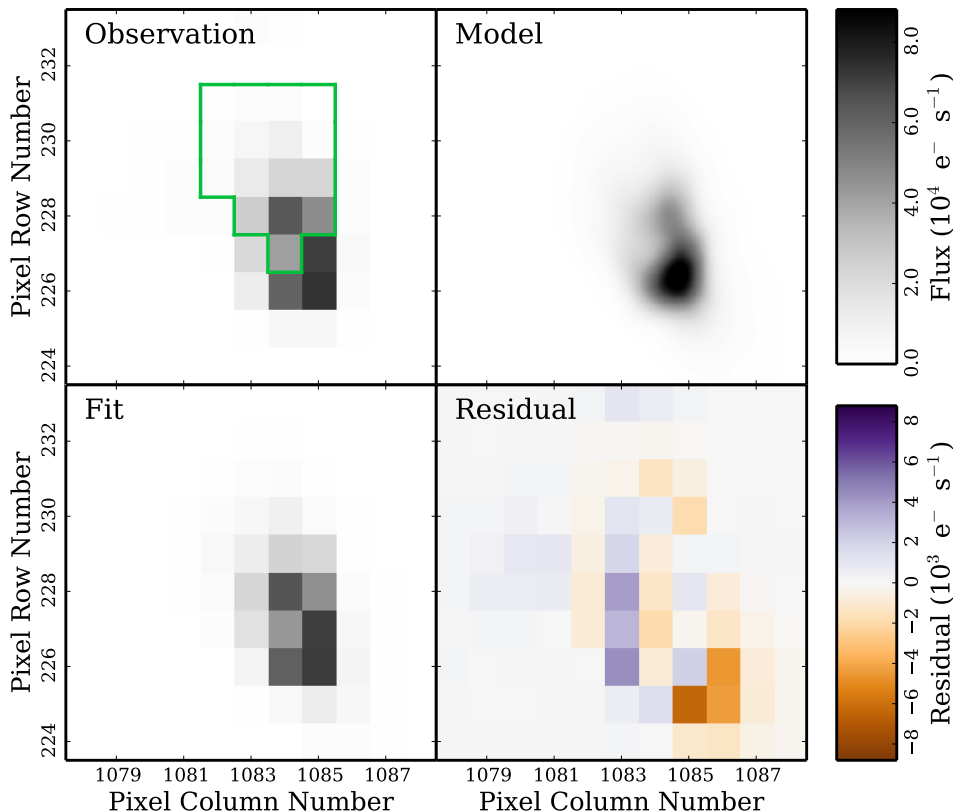 Observation
Model
Fit
Residual
232
230
228
226
224
Pixel Row Number
232
230
228
226
224
Pixel Row Number
1079 1081 1083 1085 1087
Pixel Column Number
1079 1081 1083 1085 1087
Pixel Column Number
8.0
6.0
4.0
2.0
0.0
Flux (10⁴ e⁻ s⁻¹)
8
6
4
2
0
−2
−4
−6
−8
Residual (10³ e⁻ s⁻¹)